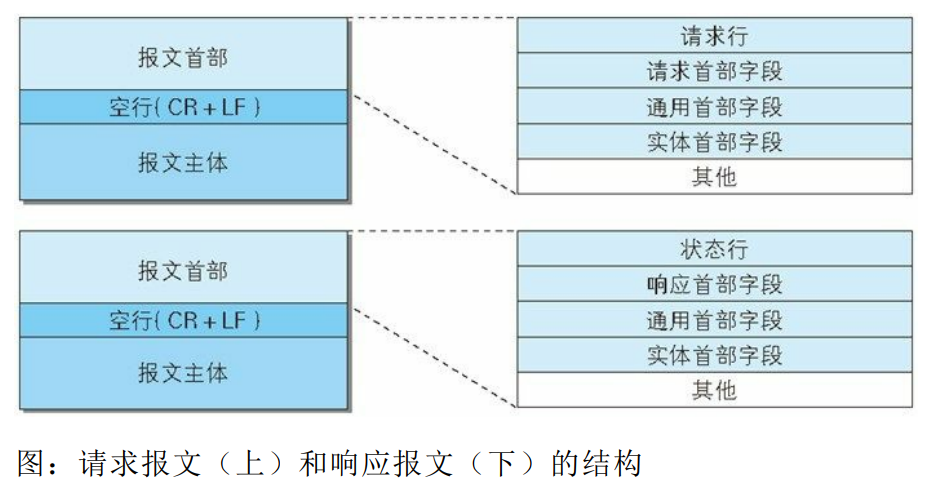 报文首部
空行(CR+LF)
报文主体
请求行
请求首部字段
通用首部字段
实体首部字段
其他
报文首部
空行(CR+LF)
报文主体
状态行
响应首部字段
通用首部字段
实体首部字段
其他
图：请求报文（上）和响应报文（下）的结构